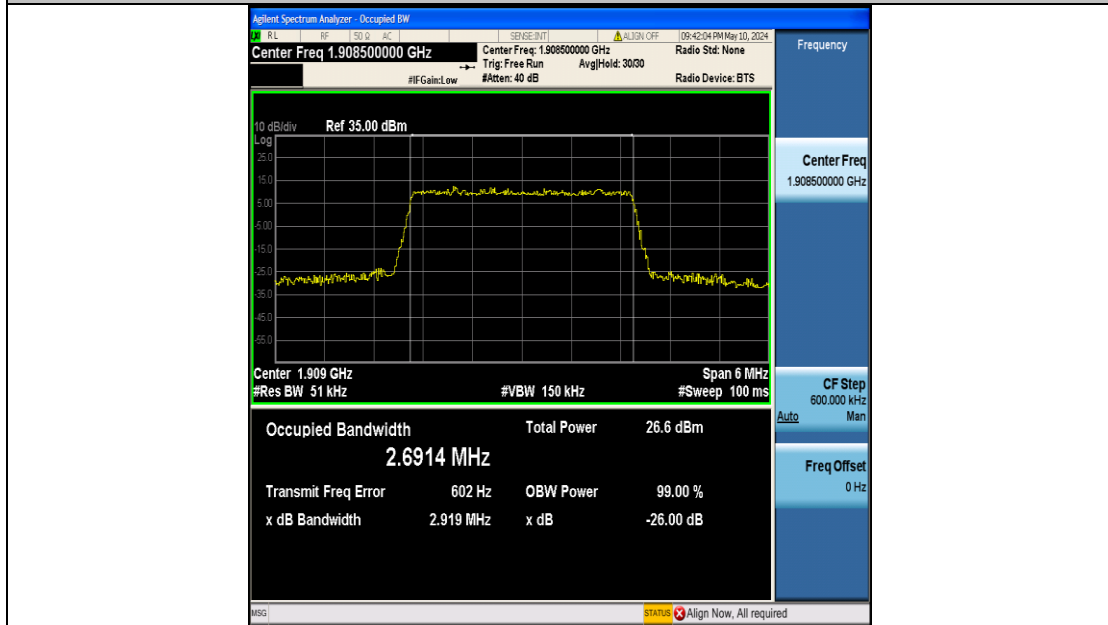 Agilent Spectrum Analyzer - Occupied BW
RL RF 50 Ω AC SENSE:INT ALIGN OFF 09:42:04 PM May 10, 2024
Center Freq 1.908500000 GHz
Center Freq: 1.908500000 GHz
Radio Std: None
Trig: Free Run Avg|Hold: 30/30
#IFGain:Low
#Atten: 40 dB
Radio Device: BTS
10 dB/div Ref 35.00 dBm
Log
25.0
15.0
5.00
-5.00
-15.0
-25.0
-35.0
-45.0
-55.0
Center 1.909 GHz Span 6 MHz
#Res BW 51 kHz #VBW 150 kHz #Sweep 100 ms
Occupied Bandwidth Total Power 26.6 dBm
2.6914 MHz
Transmit Freq Error 602 Hz OBW Power 99.00 %
x dB Bandwidth 2.919 MHz x dB -26.00 dB
Frequency
Center Freq
1.908500000 GHz
CF Step
600.000 kHz
Auto Man
Freq Offset
0 Hz
MSG STATUS Align Now, All required